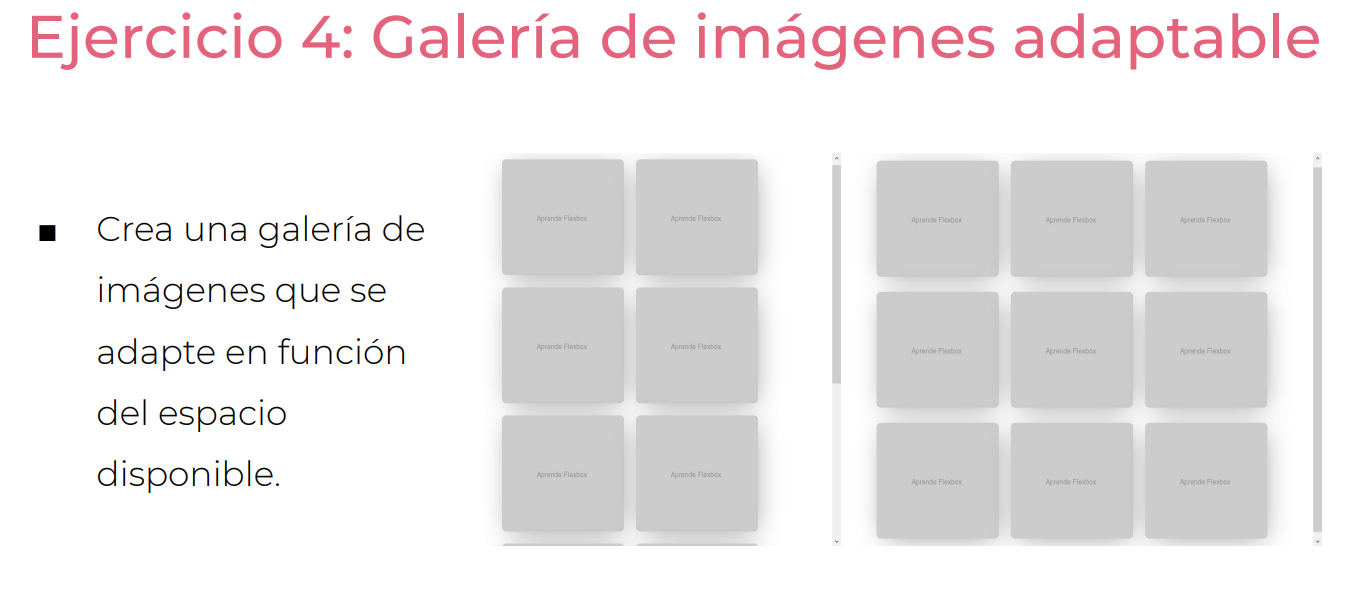 Ejercicio 4: Galería de imágenes adaptable
Crea una galería de
imágenes que se
adapte en función
del espacio
disponible.
Aprende Flexbox Aprende Flexbox
Aprende Flexbox Aprende Flexbox
Aprende Flexbox Aprende Flexbox
Aprende Flexbox Aprende Flexbox Aprende Flexbox
Aprende Flexbox Aprende Flexbox Aprende Flexbox
Aprende Flexbox Aprende Flexbox Aprende Flexbox